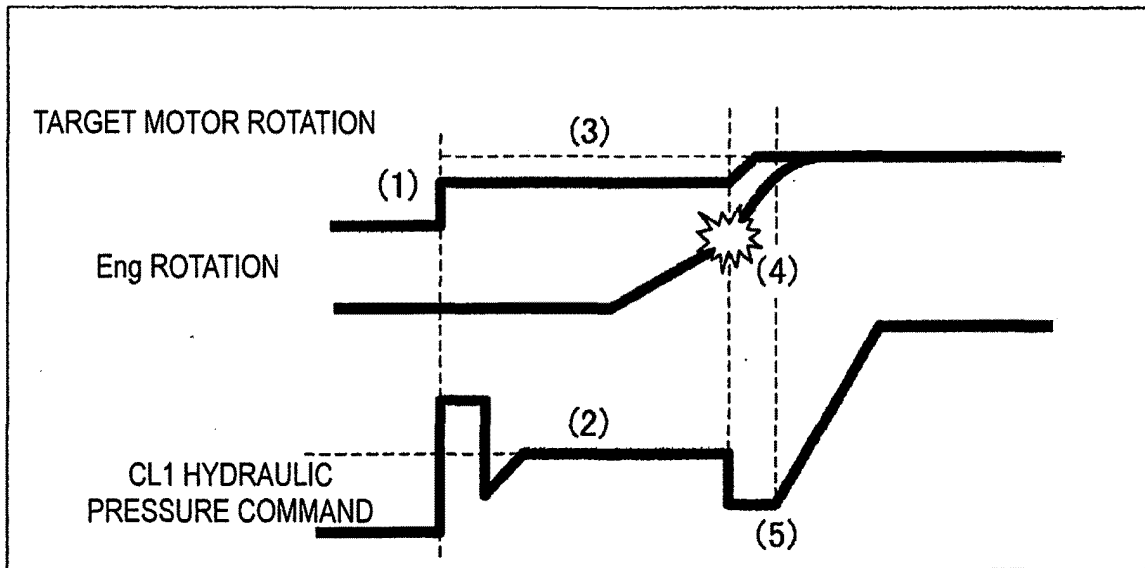 TARGET MOTOR ROTATION
(3)
(1)
Eng ROTATION
(4)
(2)
CL1 HYDRAULIC
PRESSURE COMMAND
(5)